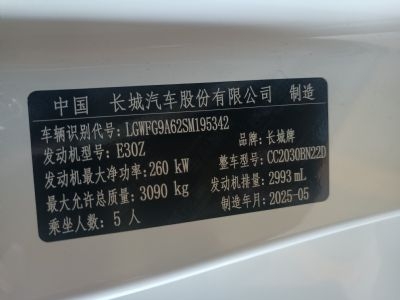 中国 长城汽车股份有限公司 制造
车辆识别代号: LGWFG9A62SM195342
发动机型号: E30Z 品牌: 长城牌
发动机最大净功率: 260 kW 整车型号: CC2030BN22D
最大允许总质量: 3090 kg 发动机排量: 2993 mL
乘坐人数: 5 人 制造年月: 2025-05